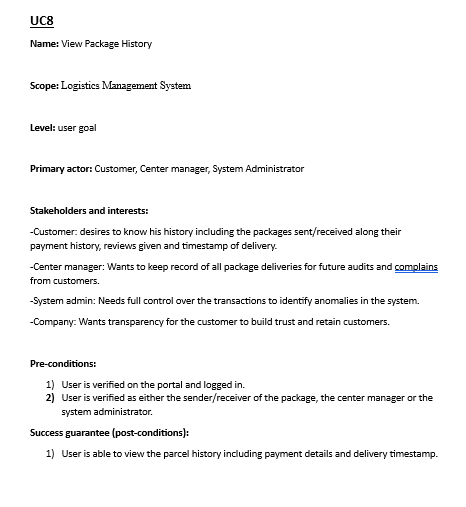 UC8
Name: View Package History
Scope: Logistics Management System
Level: user goal
Primary actor: Customer, Center manager, System Administrator
Stakeholders and interests:
-Customer: desires to know his history including the packages sent/received along their
payment history, reviews given and timestamp of delivery.
-Center manager: Wants to keep record of all package deliveries for future audits and complains
from customers.
-System admin: Needs full control over the transactions to identify anomalies in the system.
-Company: Wants transparency for the customer to build trust and retain customers.
Pre-conditions:
1) User is verified on the portal and logged in.
2) User is verified as either the sender/receiver of the package, the center manager or the
system administrator.
Success guarantee (post-conditions):
1) User is able to view the parcel history including payment details and delivery timestamp.